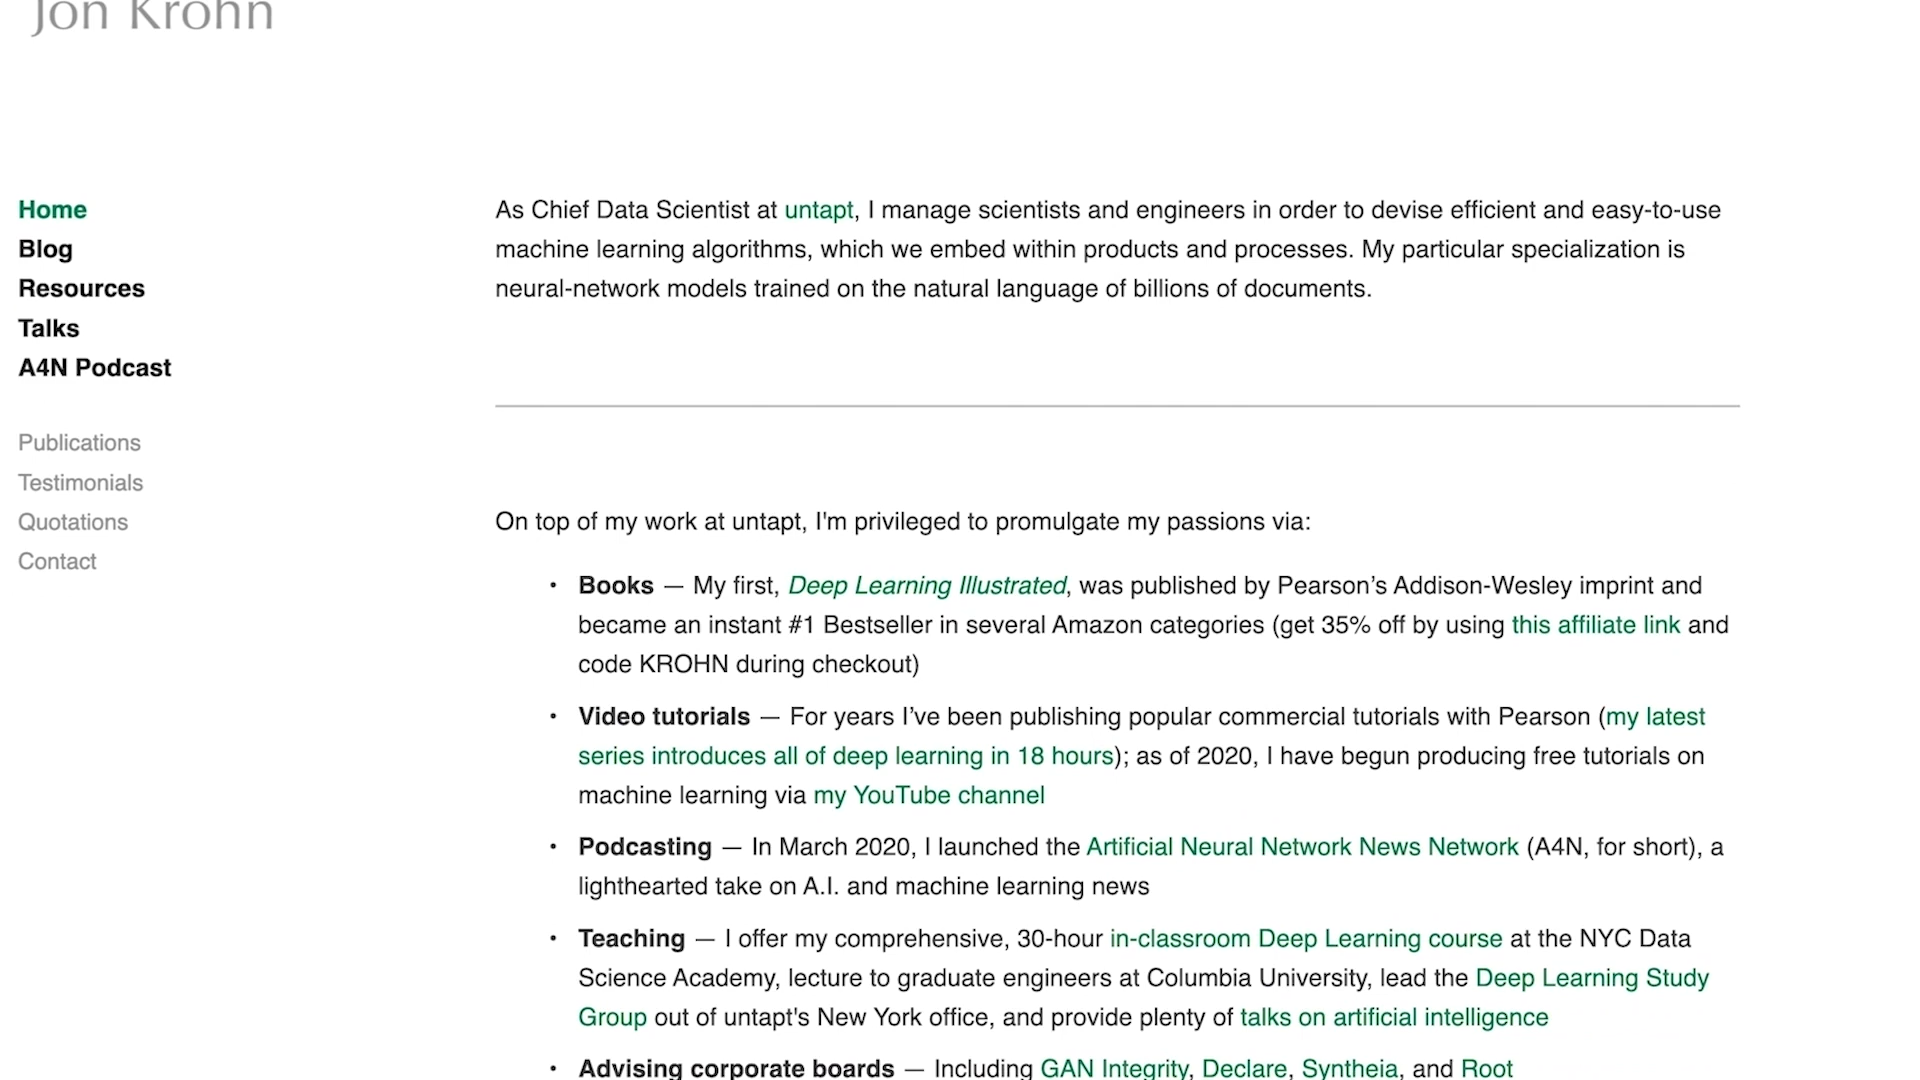 Jon Krohn
Home
Blog
Resources
Talks
A4N Podcast
Publications
Testimonials
Quotations
Contact
As Chief Data Scientist at untapt, I manage scientists and engineers in order to devise efficient and easy-to-use
machine learning algorithms, which we embed within products and processes. My particular specialization is
neural-network models trained on the natural language of billions of documents.
On top of my work at untapt, I'm privileged to promulgate my passions via:
• Books — My first, Deep Learning Illustrated, was published by Pearson’s Addison-Wesley imprint and
became an instant #1 Bestseller in several Amazon categories (get 35% off by using this affiliate link and
code KROHN during checkout)
• Video tutorials — For years I’ve been publishing popular commercial tutorials with Pearson (my latest
series introduces all of deep learning in 18 hours); as of 2020, I have begun producing free tutorials on
machine learning via my YouTube channel
• Podcasting — In March 2020, I launched the Artificial Neural Network News Network (A4N, for short), a
lighthearted take on A.I. and machine learning news
• Teaching — I offer my comprehensive, 30-hour in-classroom Deep Learning course at the NYC Data
Science Academy, lecture to graduate engineers at Columbia University, lead the Deep Learning Study
Group out of untapt's New York office, and provide plenty of talks on artificial intelligence
• Advising corporate boards — Including GAN Integrity, Declare, Syntheia, and Root